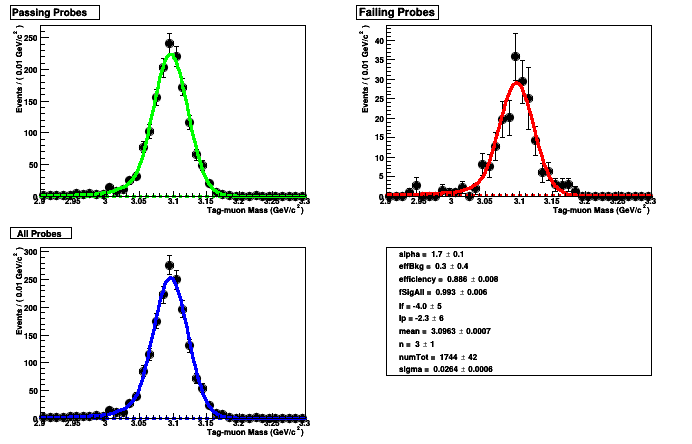 Passing Probes
Events / ( 0.01 GeV/c² )
250
200
150
100
50
0
2.9 2.95 3 3.05 3.1 3.15 3.2 3.25 3.3
Tag-muon Mass (GeV/c²)
Failing Probes
Events / ( 0.01 GeV/c² )
40
35
30
25
20
15
10
5
0
2.9 2.95 3 3.05 3.1 3.15 3.2 3.25 3.3
Tag-muon Mass (GeV/c²)
All Probes
Events / ( 0.01 GeV/c² )
300
250
200
150
100
50
0
2.9 2.95 3 3.05 3.1 3.15 3.2 3.25 3.3
Tag-muon Mass (GeV/c²)
alpha = 1.7 ± 0.1
effBkg = 0.3 ± 0.4
efficiency = 0.886 ± 0.008
fSigAll = 0.993 ± 0.006
lf = -4.0 ± 5
lp = -2.3 ± 6
mean = 3.0963 ± 0.0007
n = 3 ± 1
numTot = 1744 ± 42
sigma = 0.0264 ± 0.0006